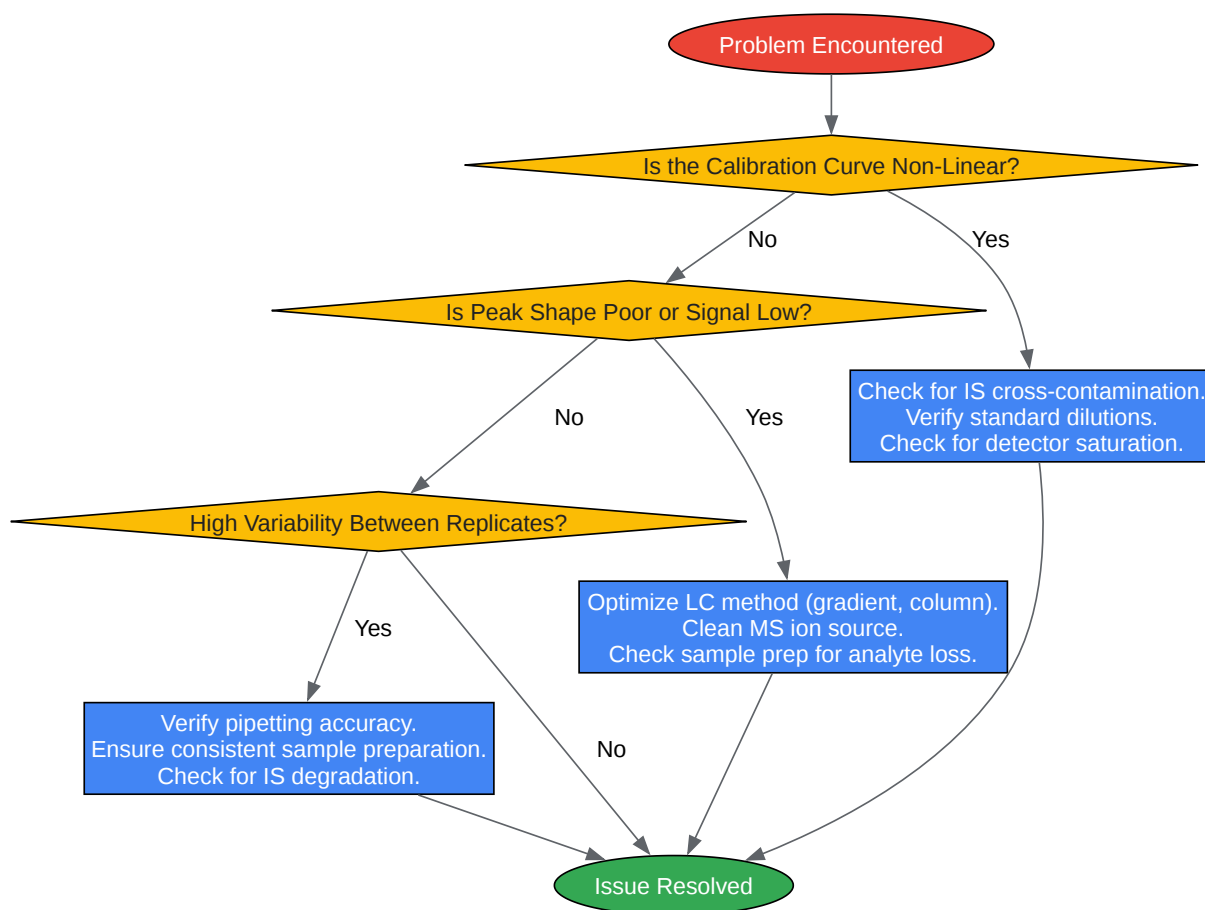 Problem Encountered
Is the Calibration Curve Non-Linear?
No
Yes
Is Peak Shape Poor or Signal Low?
Check for IS cross-contamination.
Verify standard dilutions.
Check for detector saturation.
No
Yes
High Variability Between Replicates?
Optimize LC method (gradient, column).
Clean MS ion source.
Check sample prep for analyte loss.
Yes
No
Verify pipetting accuracy.
Ensure consistent sample preparation.
Check for IS degradation.
Issue Resolved